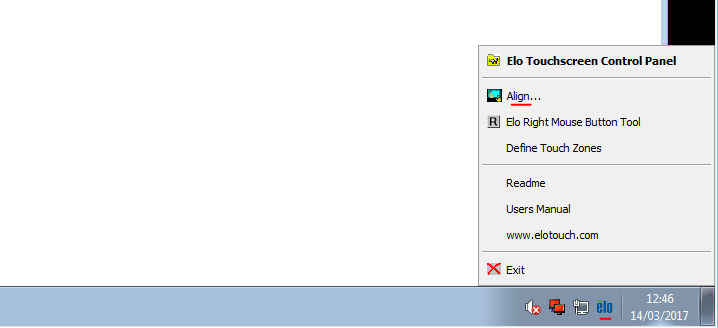 Elo Touchscreen Control Panel
Align...
R Elo Right Mouse Button Tool
Define Touch Zones
Readme
Users Manual
www.elotouch.com
Exit
elo
12:46
14/03/2017